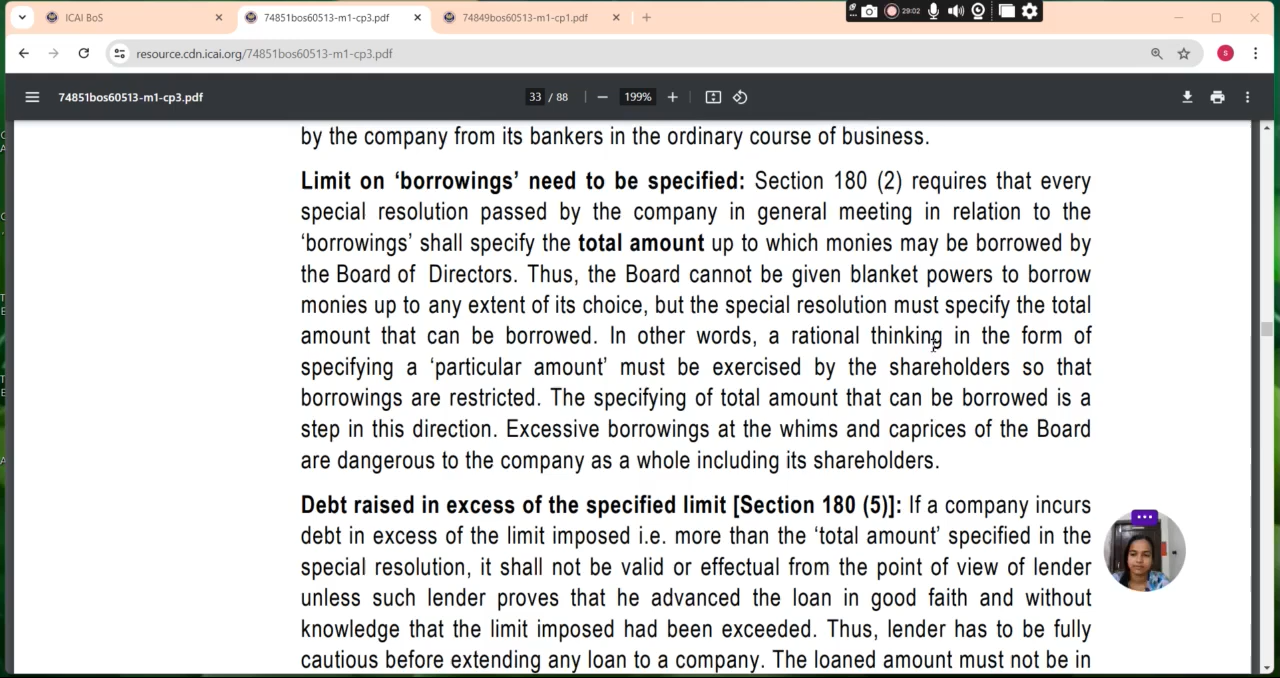 ICAI BoS
74851bos60513-m1-cp3.pdf
74849bos60513-m1-cp1.pdf
29:02
resource.cdn.icai.org/74851bos60513-m1-cp3.pdf
S
74851bos60513-m1-cp3.pdf
33 / 88
199%
by the company from its bankers in the ordinary course of business.
Limit on ‘borrowings’ need to be specified: Section 180 (2) requires that every
special resolution passed by the company in general meeting in relation to the
‘borrowings’ shall specify the total amount up to which monies may be borrowed by
the Board of Directors. Thus, the Board cannot be given blanket powers to borrow
monies up to any extent of its choice, but the special resolution must specify the total
amount that can be borrowed. In other words, a rational thinking in the form of
specifying a ‘particular amount’ must be exercised by the shareholders so that
borrowings are restricted. The specifying of total amount that can be borrowed is a
step in this direction. Excessive borrowings at the whims and caprices of the Board
are dangerous to the company as a whole including its shareholders.
Debt raised in excess of the specified limit [Section 180 (5)]: If a company incurs
debt in excess of the limit imposed i.e. more than the ‘total amount’ specified in the
special resolution, it shall not be valid or effectual from the point of view of lender
unless such lender proves that he advanced the loan in good faith and without
knowledge that the limit imposed had been exceeded. Thus, lender has to be fully
cautious before extending any loan to a company. The loaned amount must not be in